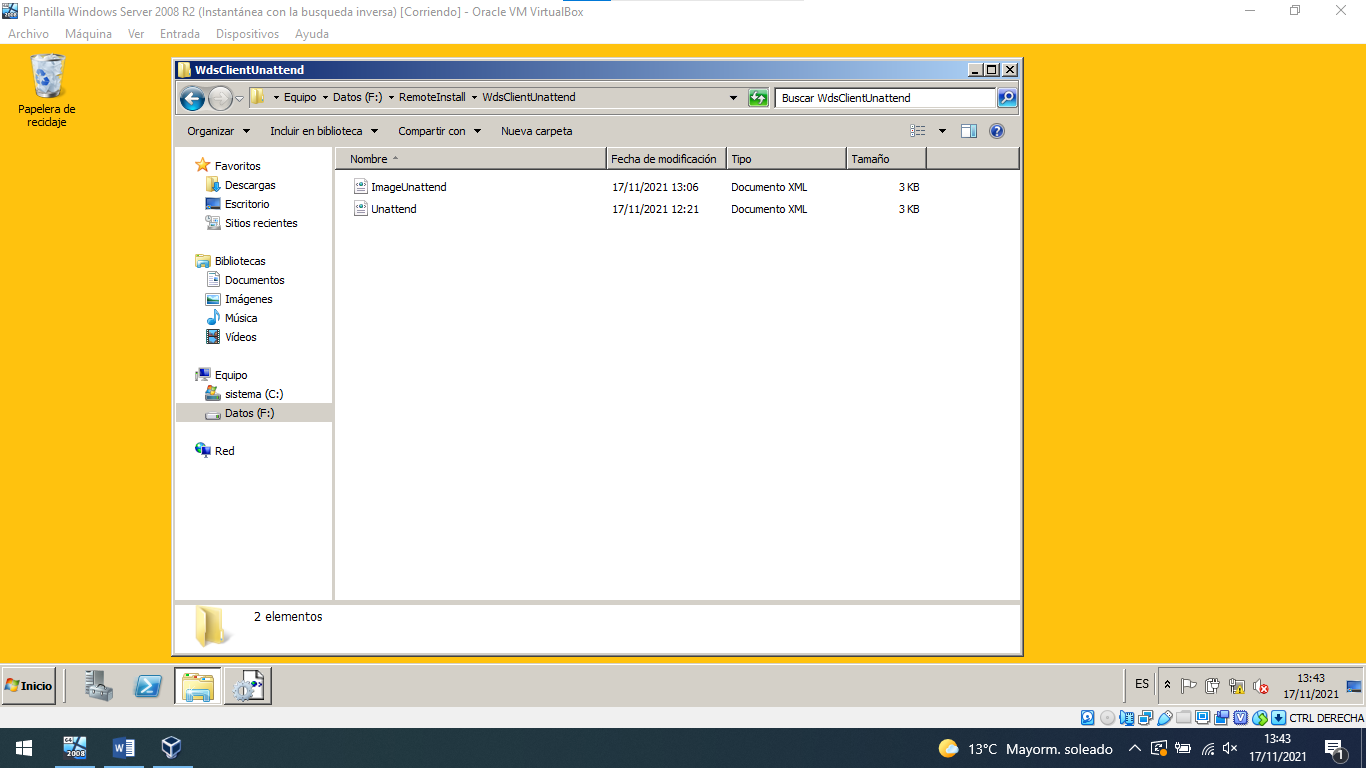 Plantilla Windows Server 2008 R2 (Instantánea con la busqueda inversa) [Corriendo] - Oracle VM VirtualBox
Archivo Máquina Ver Entrada Dispositivos Ayuda
Papelera de
reciclaje
WdsClientUnattend
Equipo Datos (F:) RemoteInstall WdsClientUnattend
Buscar WdsClientUnattend
Organizar Incluir en biblioteca Compartir con Nueva carpeta
Favoritos
Descargas
Escritorio
Sitios recientes
Bibliotecas
Documentos
Imágenes
Música
Vídeos
Equipo
sistema (C:)
Datos (F:)
Red
Nombre Fecha de modificación Tipo Tamaño
ImageUnattend 17/11/2021 13:06 Documento XML 3 KB
Unattend 17/11/2021 12:21 Documento XML 3 KB
2 elementos
Inicio
ES
13:43
17/11/2021
CTRL DERECHA
2008
13°C Mayorm. soleado
13:43
17/11/2021
1